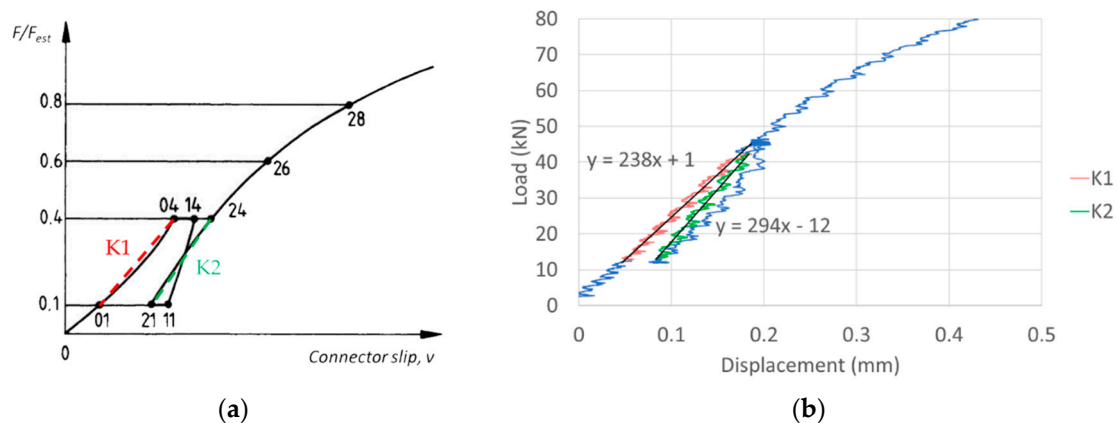 F/F_est
0.8
0.6
0.4
0.1
0
28
26
04 14 24
K1
K2
01 21 11
Connector slip, v
(a)
Load (kN)
80
70
60
50
40
30
20
10
0
y = 238x + 1
y = 294x - 12
0 0.1 0.2 0.3 0.4 0.5
Displacement (mm)
K1
K2
(b)